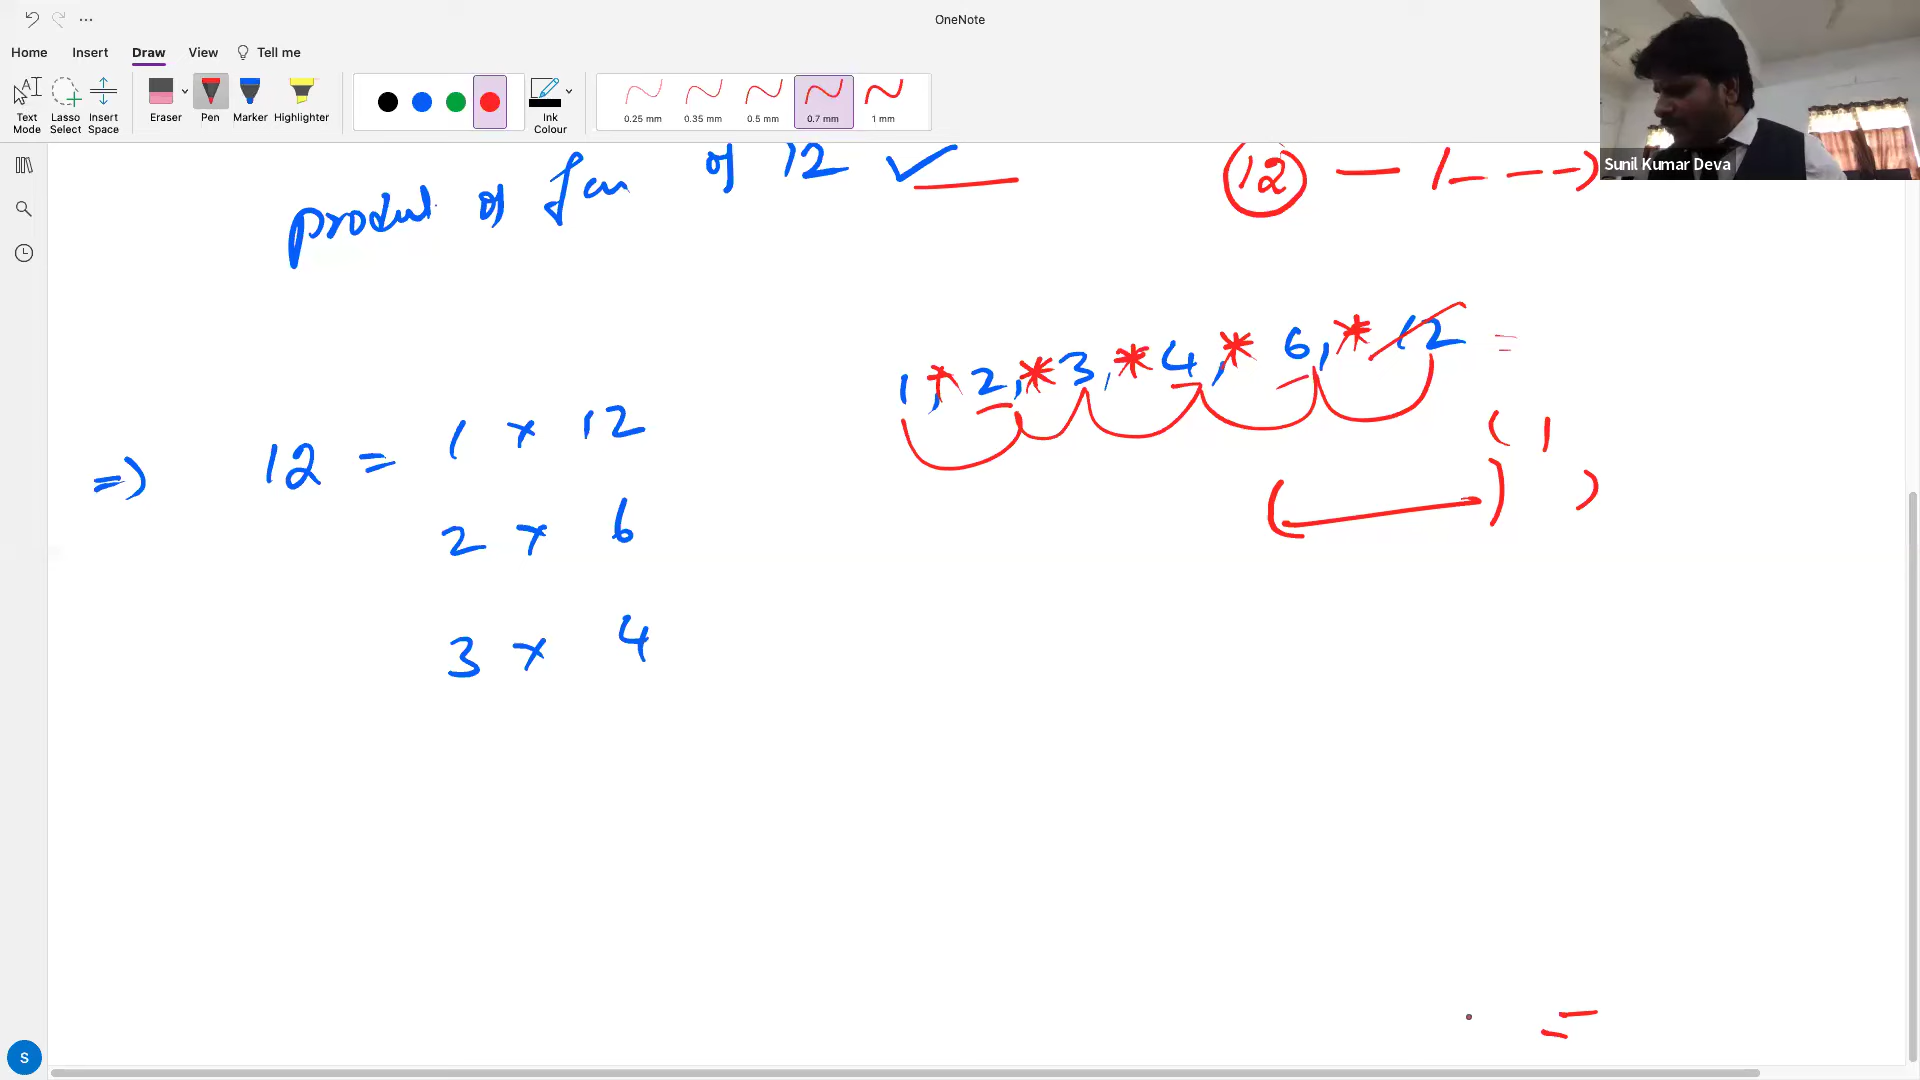 OneNote
Home Insert Draw View Tell me
Text Mode Lasso Select Insert Space Eraser Pen Marker Highlighter Ink Colour 0.25 mm 0.35 mm 0.5 mm 0.7 mm 1 mm
Sunil Kumar Deva
of 12
12
of
1, * 2, * 3, * 4, * 6, * 12 =
=> 12 = 1 x 12
( 1
2 x 6
( ) )
3 x 4
=
S